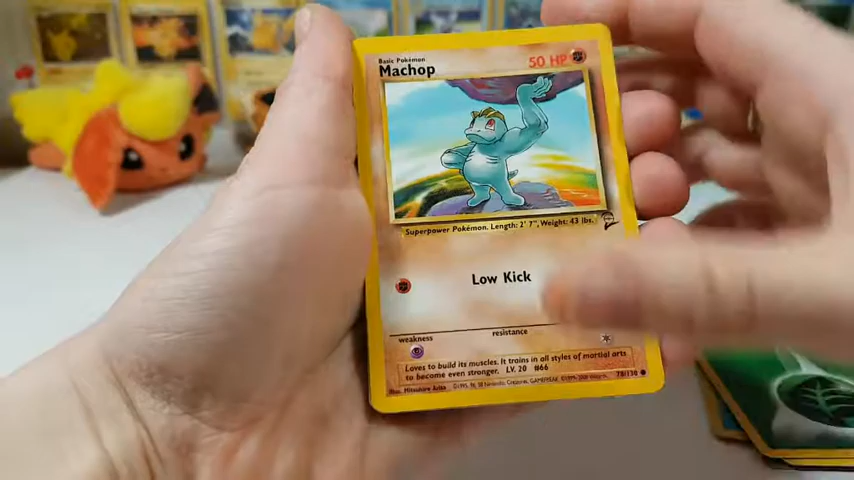 Basic Pokémon
Machop
50 HP
Superpower Pokémon. Length: 2' 7", Weight: 43 lbs.
Low Kick
weakness
resistance
Loves to build its muscles. It trains in all styles of martial arts
to become even stronger. LV. 20 #66
78/130